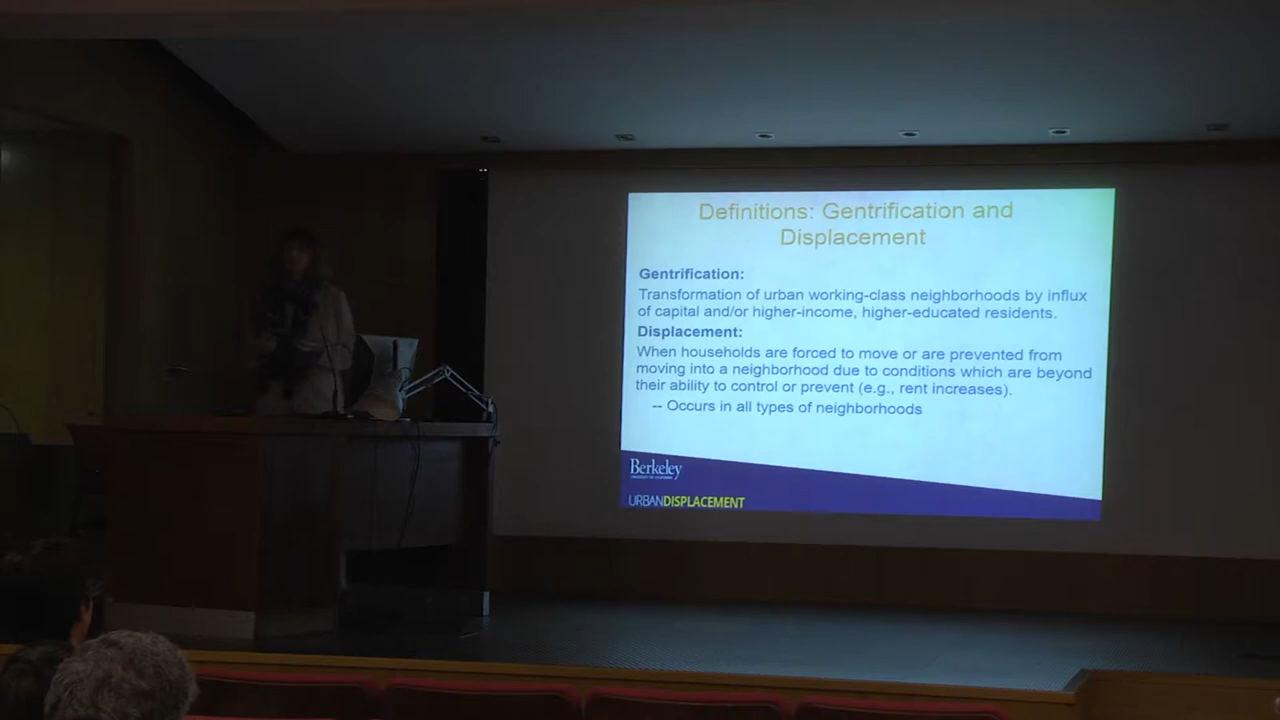 Definitions: Gentrification and
Displacement
Gentrification:
Transformation of urban working-class neighborhoods by influx
of capital and/or higher-income, higher-educated residents.
Displacement:
When households are forced to move or are prevented from
moving into a neighborhood due to conditions which are beyond
their ability to control or prevent (e.g., rent increases).
-- Occurs in all types of neighborhoods
Berkeley
UNIVERSITY OF CALIFORNIA
URBANDISPLACEMENT